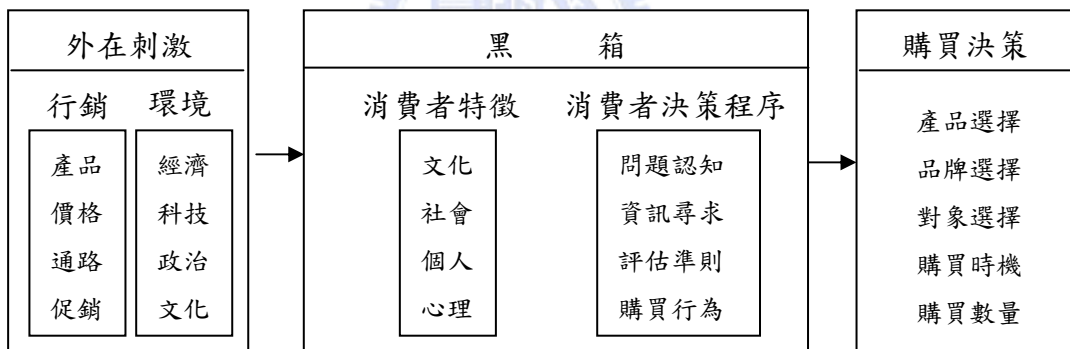 外在刺激
行銷 環境
產品 經濟
價格 科技
通路 政治
促銷 文化
黑 箱
消費者特徵 消費者決策程序
文化 問題認知
社會 資訊尋求
個人 評估準則
心理 購買行為
購買決策
產品選擇
品牌選擇
對象選擇
購買時機
購買數量